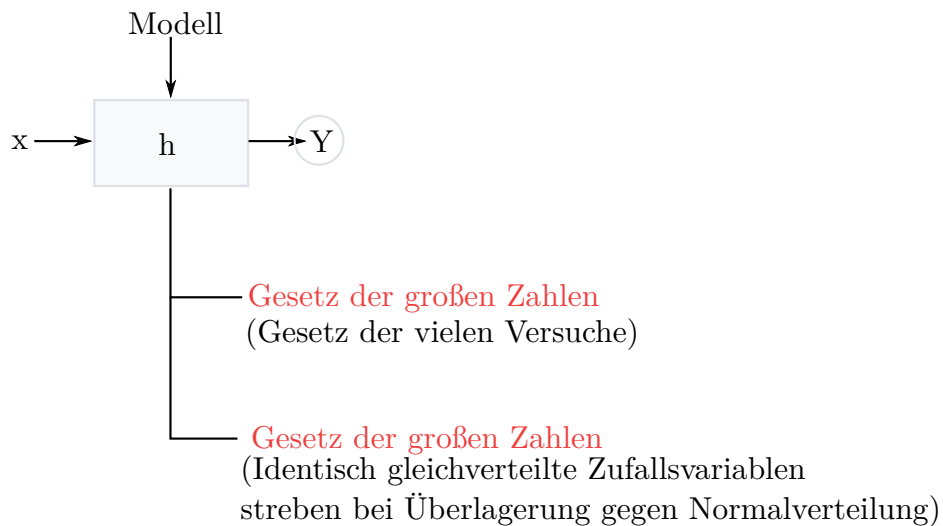 Modell
x
h
Y
Gesetz der großen Zahlen
(Gesetz der vielen Versuche)
Gesetz der großen Zahlen
(Identisch gleichverteilte Zufallsvariablen
streben bei Überlagerung gegen Normalverteilung)